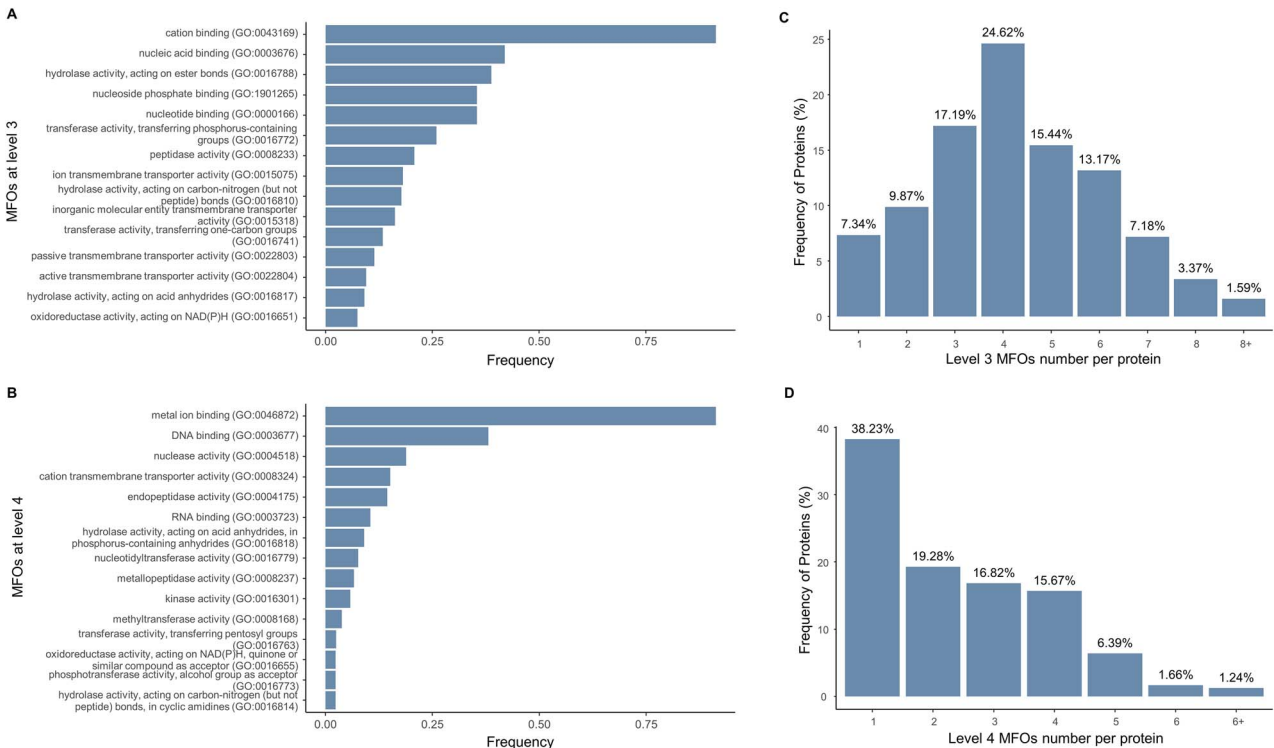 A
MFOs at level 3
cation binding (GO:0043169)
nucleic acid binding (GO:0003676)
hydrolase activity, acting on ester bonds (GO:0016788)
nucleoside phosphate binding (GO:1901265)
nucleotide binding (GO:0000166)
transferase activity, transferring phosphorus-containing
groups (GO:0016772)
peptidase activity (GO:0008233)
ion transmembrane transporter activity (GO:0015075)
hydrolase activity, acting on carbon-nitrogen (but not
peptide) bonds (GO:0016810)
inorganic molecular entity transmembrane transporter
activity (GO:0015318)
transferase activity, transferring one-carbon groups
(GO:0016741)
passive transmembrane transporter activity (GO:0022803)
active transmembrane transporter activity (GO:0022804)
hydrolase activity, acting on acid anhydrides (GO:0016817)
oxidoreductase activity, acting on NAD(P)H (GO:0016651)
0.00 0.25 0.50 0.75
Frequency
B
MFOs at level 4
metal ion binding (GO:0046872)
DNA binding (GO:0003677)
nuclease activity (GO:0004518)
cation transmembrane transporter activity (GO:0008324)
endopeptidase activity (GO:0004175)
RNA binding (GO:0003723)
hydrolase activity, acting on acid anhydrides, in
phosphorus-containing anhydrides (GO:0016818)
nucleotidyltransferase activity (GO:0016779)
metallopeptidase activity (GO:0008237)
kinase activity (GO:0016301)
methyltransferase activity (GO:0008168)
transferase activity, transferring pentosyl groups
(GO:0016763)
oxidoreductase activity, acting on NAD(P)H, quinone or
similar compound as acceptor (GO:0016655)
phosphotransferase activity, alcohol group as acceptor
(GO:0016773)
hydrolase activity, acting on carbon-nitrogen (but not
peptide) bonds, in cyclic amidines (GO:0016814)
0.00 0.25 0.50 0.75
Frequency
C
Frequency of Proteins (%)
25
20
15
10
5
0
7.34%
9.87%
17.19%
24.62%
15.44%
13.17%
7.18%
3.37%
1.59%
1 2 3 4 5 6 7 8 8+
Level 3 MFOs number per protein
D
Frequency of Proteins (%)
40
30
20
10
0
38.23%
19.28%
16.82%
15.67%
6.39%
1.66%
1.24%
1 2 3 4 5 6 6+
Level 4 MFOs number per protein